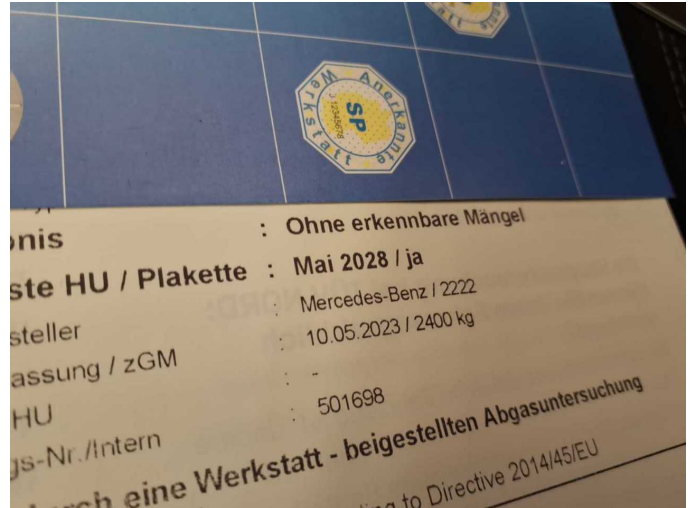 Anerkannte Werkstatt
SP
J 12345678
nis : Ohne erkennbare Mängel
ste HU / Plakette : Mai 2028 / ja
steller : Mercedes-Benz / 2222
assung / zGM : 10.05.2023 / 2400 kg
HU : -
gs-Nr./Intern : 501698
durch eine Werkstatt - beigestellten Abgasuntersuchung
to Directive 2014/45/EU